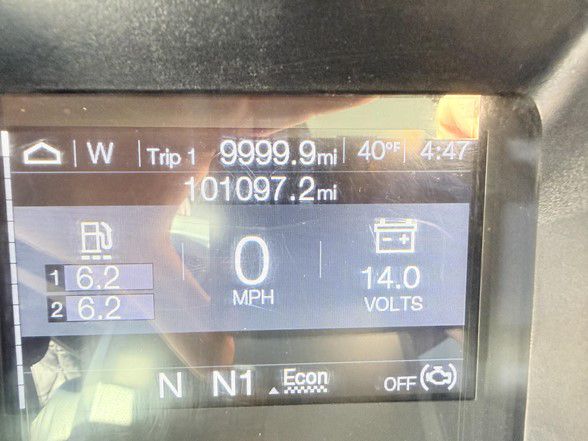 W Trip 1 9999.9mi 40°F 4:47
101097.2mi
1 6.2
2 6.2
0
MPH
- +
14.0
VOLTS
N N1 Econ OFF